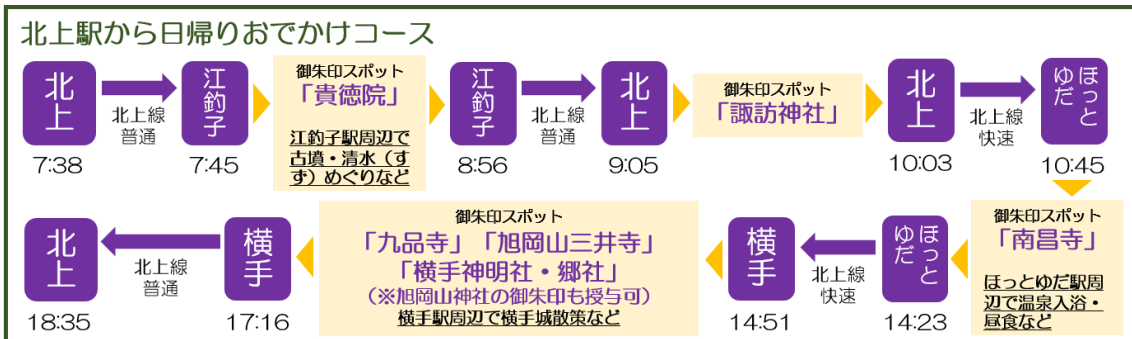 北上駅から日帰りおでかけコース
北上
7:38
北上線
普通
江釣子
7:45
御朱印スポット
「貴徳院」
江釣子駅周辺で
古墳・清水（す
ず）めぐりなど
江釣子
8:56
北上線
普通
北上
9:05
御朱印スポット
「諏訪神社」
北上
10:03
北上線
快速
ほっと
ゆだ
10:45
御朱印スポット
「南昌寺」
ほっとゆだ駅周
辺で温泉入浴・
昼食など
ほっと
ゆだ
14:23
北上線
快速
横手
14:51
御朱印スポット
「九品寺」「旭岡山三井寺」
「横手神明社・郷社」
（※旭岡山神社の御朱印も授与可）
横手駅周辺で横手城散策など
横手
17:16
北上線
普通
北上
18:35